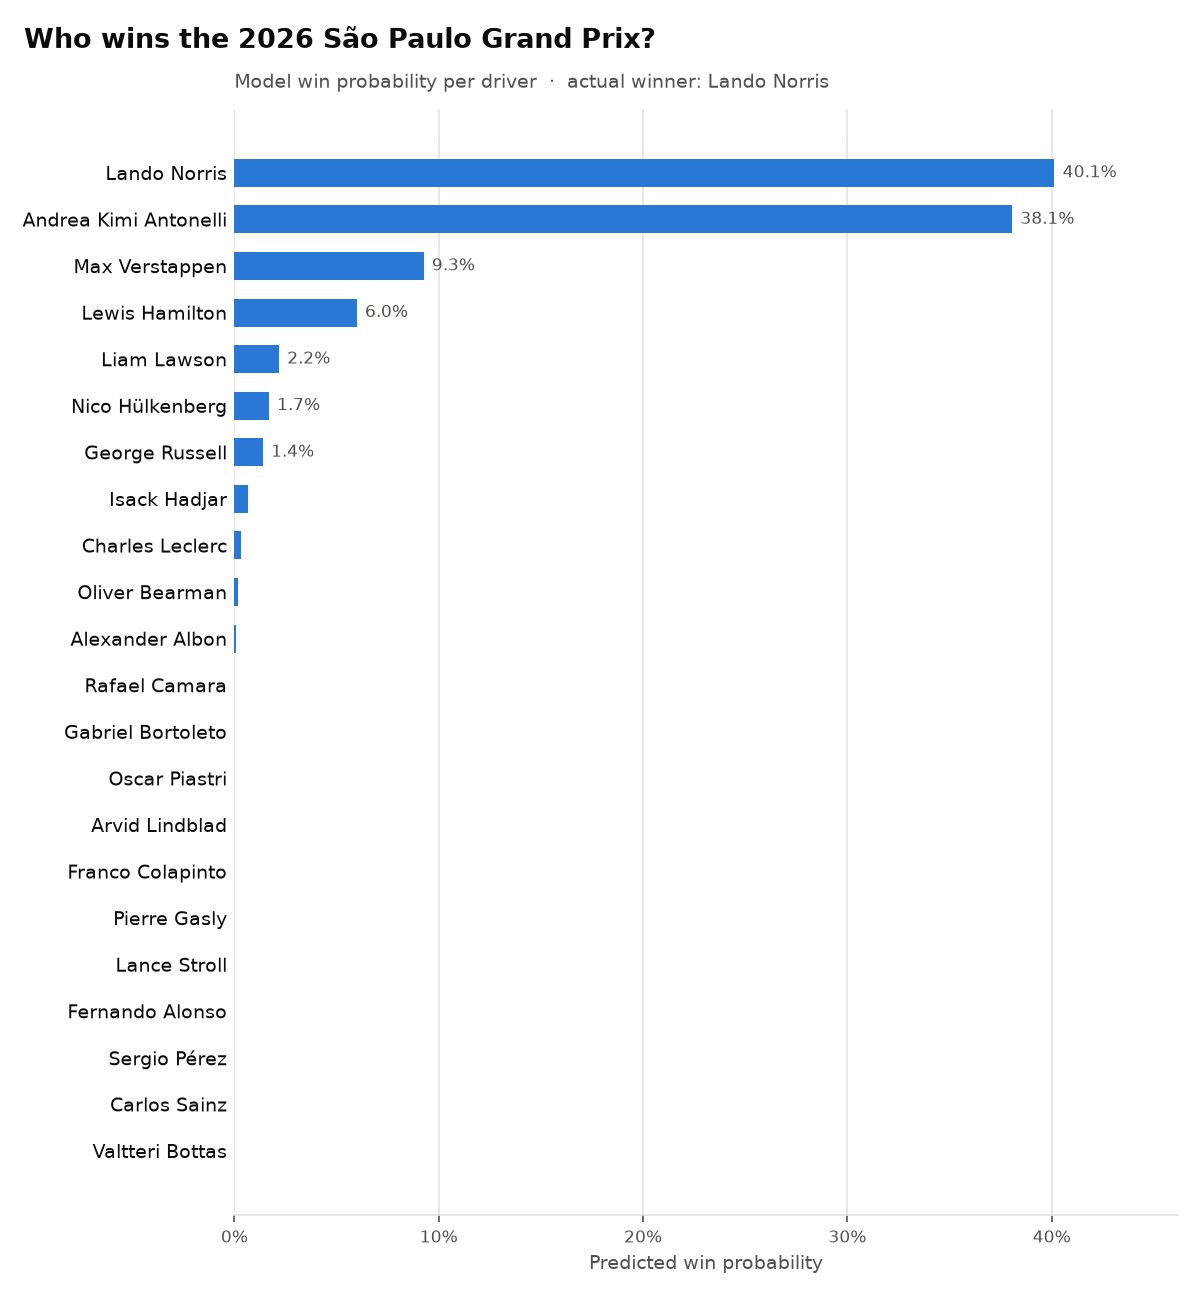 Who wins the 2026 São Paulo Grand Prix?
Model win probability per driver · actual winner: Lando Norris
Lando Norris 40.1%
Andrea Kimi Antonelli 38.1%
Max Verstappen 9.3%
Lewis Hamilton 6.0%
Liam Lawson 2.2%
Nico Hülkenberg 1.7%
George Russell 1.4%
Isack Hadjar
Charles Leclerc
Oliver Bearman
Alexander Albon
Rafael Camara
Gabriel Bortoleto
Oscar Piastri
Arvid Lindblad
Franco Colapinto
Pierre Gasly
Lance Stroll
Fernando Alonso
Sergio Pérez
Carlos Sainz
Valtteri Bottas
0% 10% 20% 30% 40%
Predicted win probability